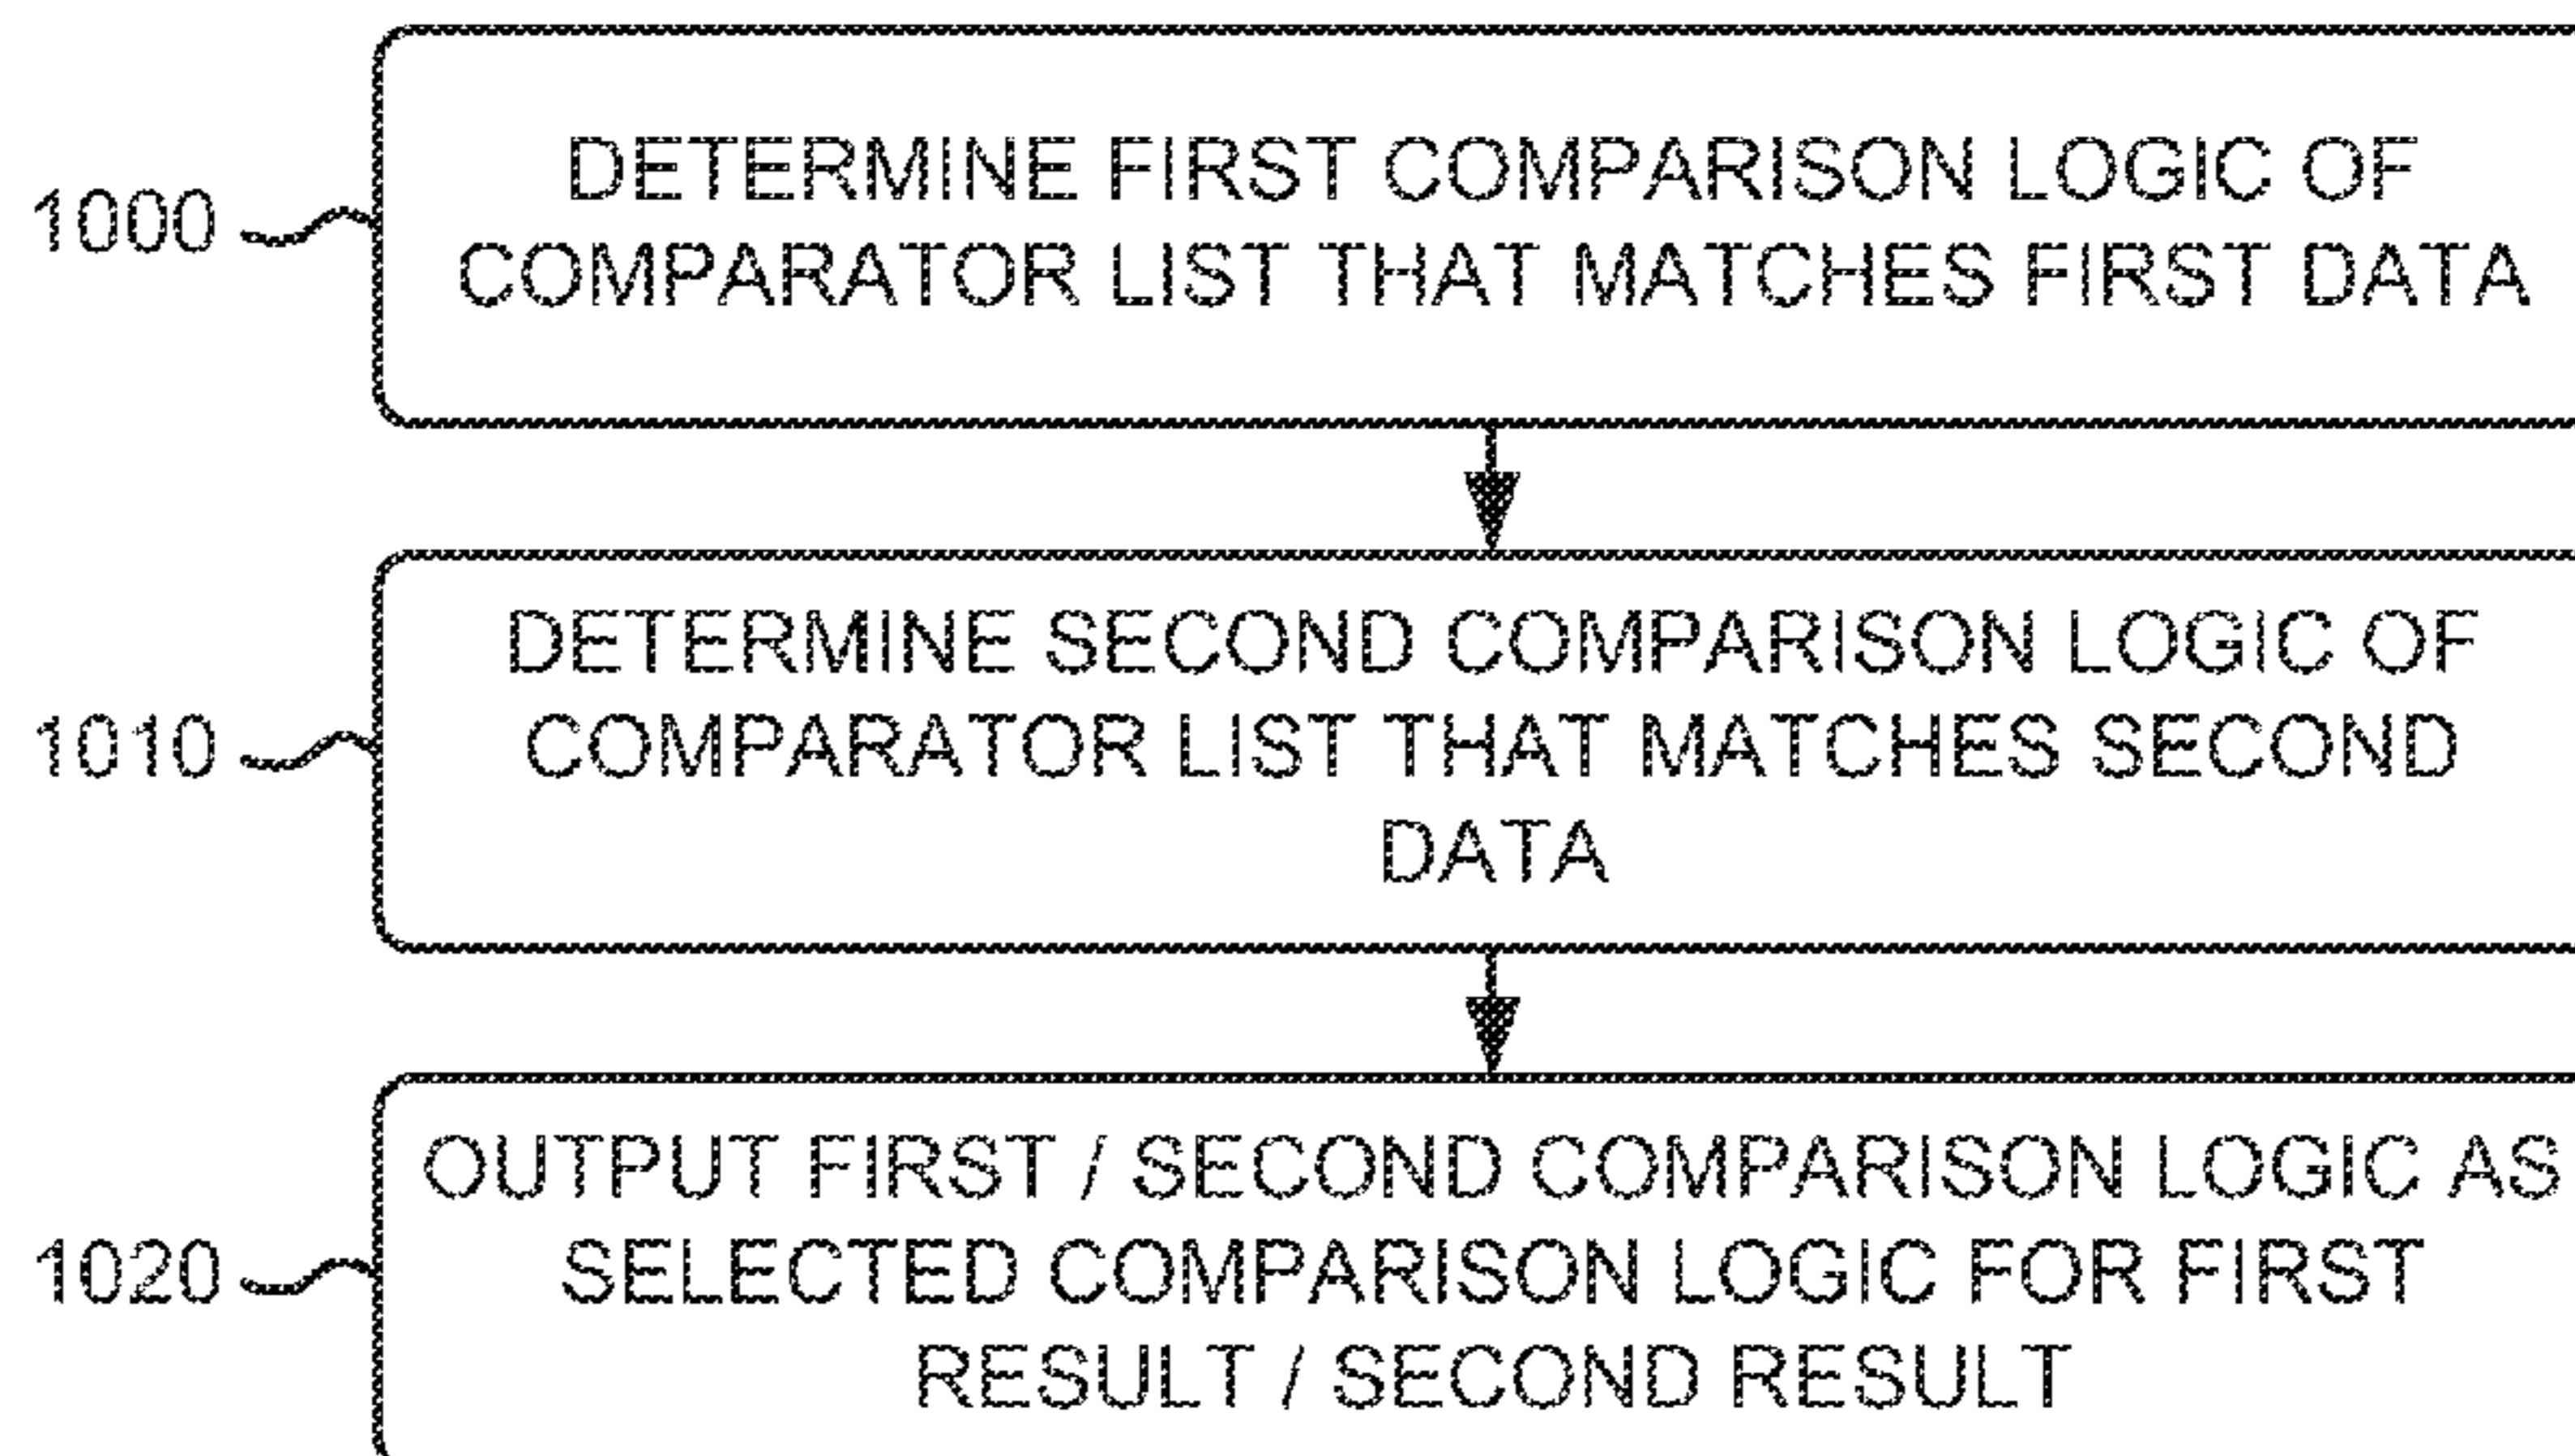 DETERMINE FIRST COMPARISON LOGIC OF
1000
COMPARATOR LIST THAT MATCHES FIRST DATA
DETERMINE SECOND COMPARISON LOGIC OF
1010
COMPARATOR LIST THAT MATCHES SECOND
DATA
OUTPUT FIRST / SECOND COMPARISON LOGIC AS
1020
SELECTED COMPARISON LOGIC FOR FIRST
RESULT / SECOND RESULT